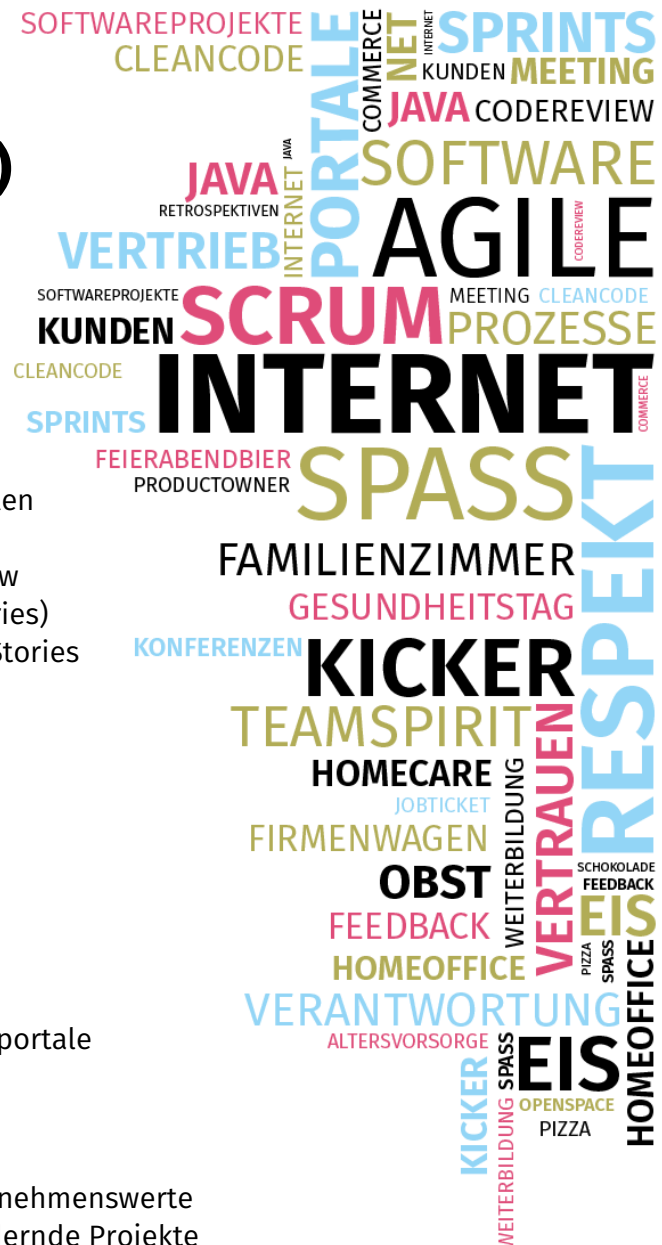 SOFTWAREPROJEKTE
CLEANCODE
PORTALE
COMMERCE
NET
INTERNET
SPRINTS
KUNDEN MEETING
JAVA CODEREVIEW
SOFTWARE
JAVA
JAVA
RETROSPEKTIVEN
INTERNET
VERTRIEB
AGILE
CODEREVIEW
SOFTWAREPROJEKTE
KUNDEN
SCRUM
MEETING CLEANCODE
PROZESSE
CLEANCODE
SPRINTS
INTERNET
COMMERCE
FEIERABENDBIER
PRODUCTOWNER
SPASS
RESPEKT
en
w
ies)
Stories
FAMILIENZIMMER
GESUNDHEITSTAG
KONFERENZEN
KICKER
TEAMSPIRIT
HOMECARE
JOBTICKET
FIRMENWAGEN
OBST
FEEDBACK
HOMEOFFICE
WEITERBILDUNG
VERTRAUEN
SCHOKOLADE
FEEDBACK
EIS
PIZZA
SPASS
HOMEOFFICE
VERANTWORTUNG
portale
ALTERSVORSORGE
KICKER
SPASS
EIS
OPENSPACE
PIZZA
WEITERBILDUNG
nehmenswerte
ernde Projekte